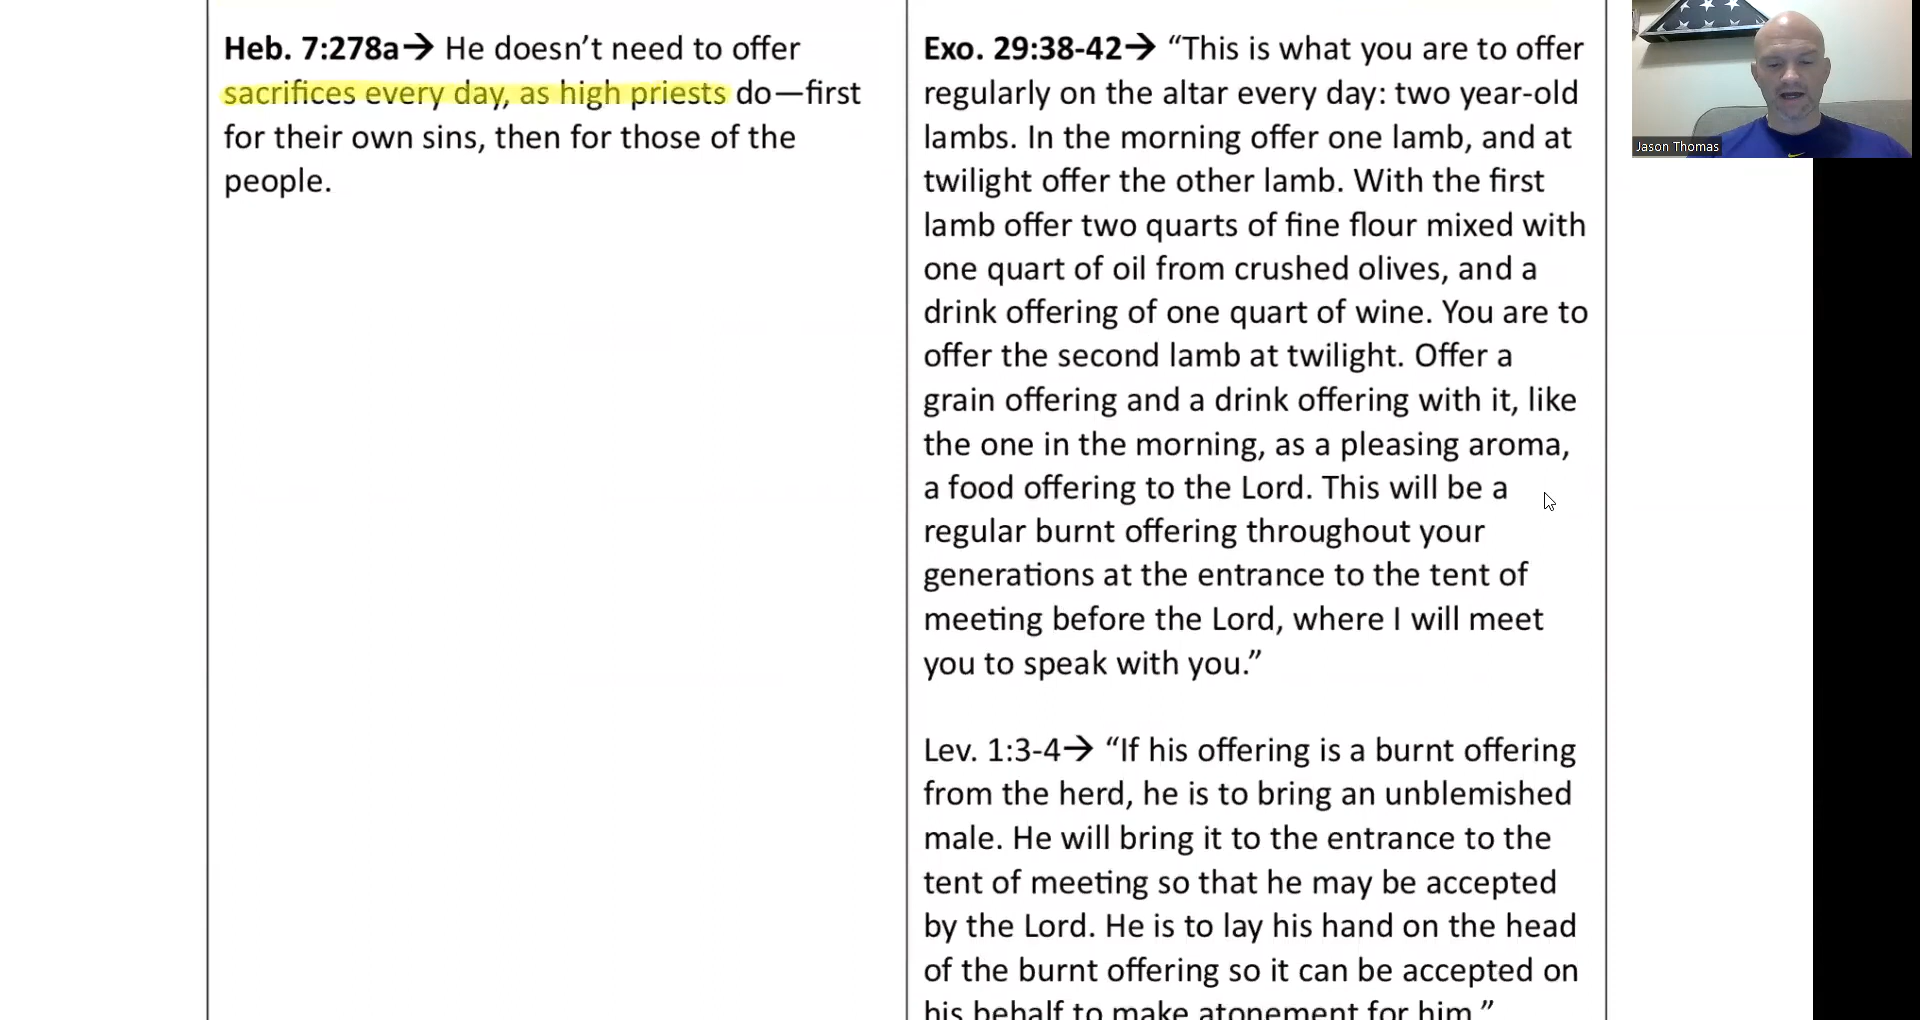 Heb. 7:278a→ He doesn’t need to offer
sacrifices every day, as high priests do—first
for their own sins, then for those of the
people.
Exo. 29:38-42→ “This is what you are to offer
regularly on the altar every day: two year-old
lambs. In the morning offer one lamb, and at
twilight offer the other lamb. With the first
lamb offer two quarts of fine flour mixed with
one quart of oil from crushed olives, and a
drink offering of one quart of wine. You are to
offer the second lamb at twilight. Offer a
grain offering and a drink offering with it, like
the one in the morning, as a pleasing aroma,
a food offering to the Lord. This will be a
regular burnt offering throughout your
generations at the entrance to the tent of
meeting before the Lord, where I will meet
you to speak with you.”
Lev. 1:3-4→ “If his offering is a burnt offering
from the herd, he is to bring an unblemished
male. He will bring it to the entrance to the
tent of meeting so that he may be accepted
by the Lord. He is to lay his hand on the head
of the burnt offering so it can be accepted on
his behalf to make atonement for him.”
Jason Thomas